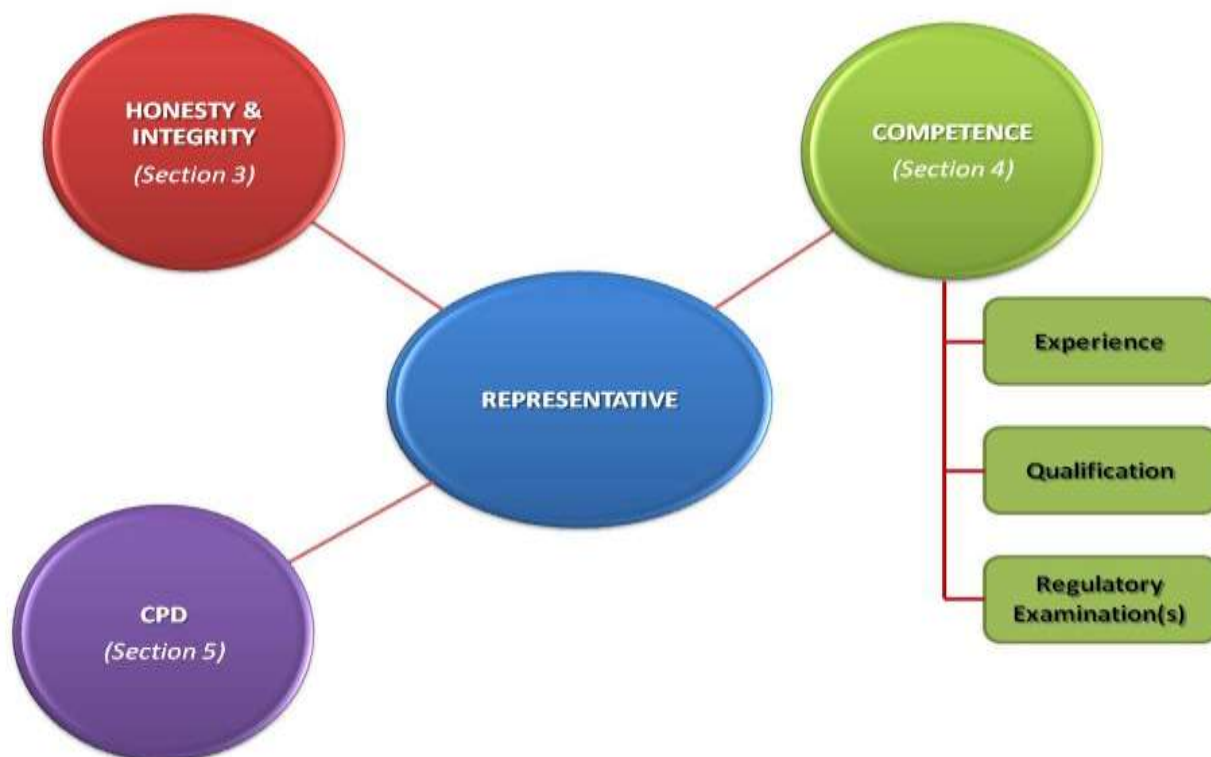 HONESTY &
INTEGRITY
(Section 3)
COMPETENCE
(Section 4)
REPRESENTATIVE
Experience
Qualification
Regulatory
Examination(s)
CPD
(Section 5)